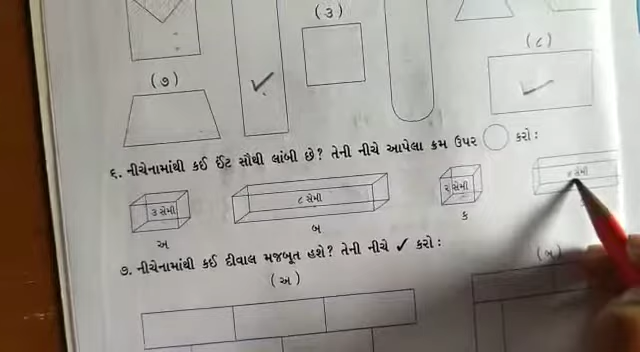 (૩)
(૮)
(૭)
૬. નીચેનામાંથી કઈ ઈંટ સૌથી લાંબી છે? તેની નીચે આપેલા ક્રમ ઉપર કરો:
૩ સેમી
૮ સેમી
૨ સેમી
સેમી
અ
બ
ક
૭. નીચેનામાંથી કઈ દીવાલ મજબૂત હશે? તેની નીચે ✓ કરો:
(અ)
(બ)